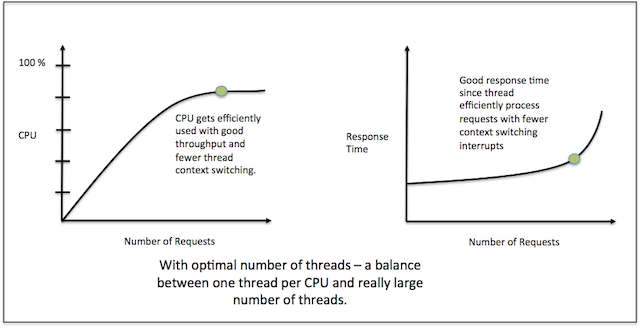 100 %
CPU
CPU gets efficiently
used with good
throughput and
fewer thread
context switching.
Number of Requests
Good response time
since thread
efficiently process
requests with fewer
context switching
interrupts
Response
Time
Number of Requests
With optimal number of threads – a balance
between one thread per CPU and really large
number of threads.